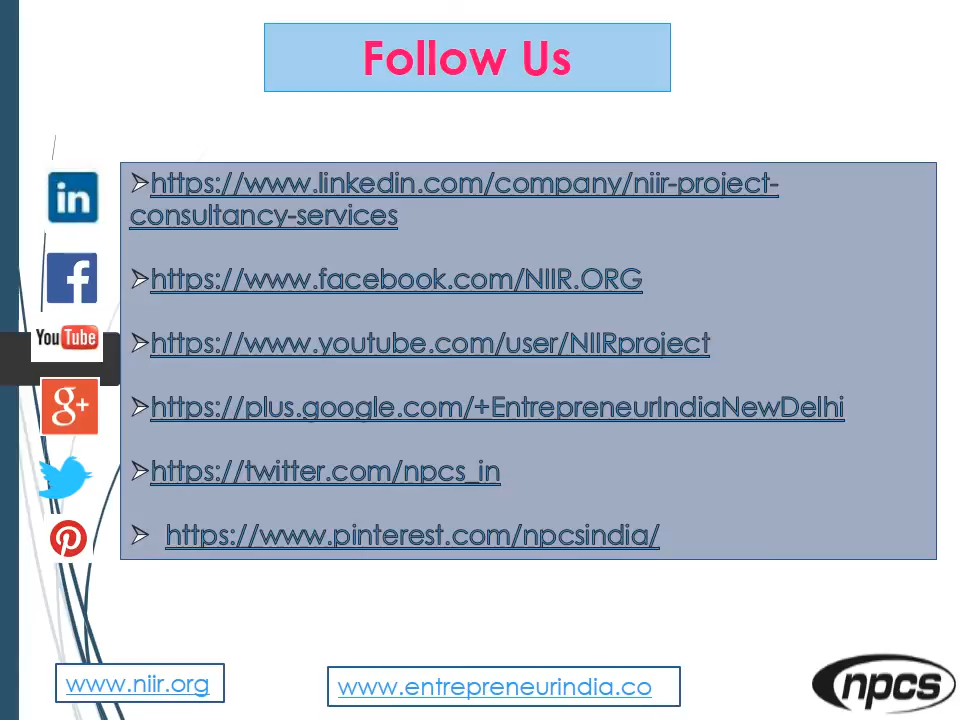 Follow Us
in
➢https://www.linkedin.com/company/niir-project-
consultancy-services
f
➢https://www.facebook.com/NIIR.ORG
YouTube
➢https://www.youtube.com/user/NIIRproject
g+
➢https://plus.google.com/+EntrepreneurIndiaNewDelhi
➢https://twitter.com/npcs_in
➢ https://www.pinterest.com/npcsindia/
www.niir.org
www.entrepreneurindia.co
npcs